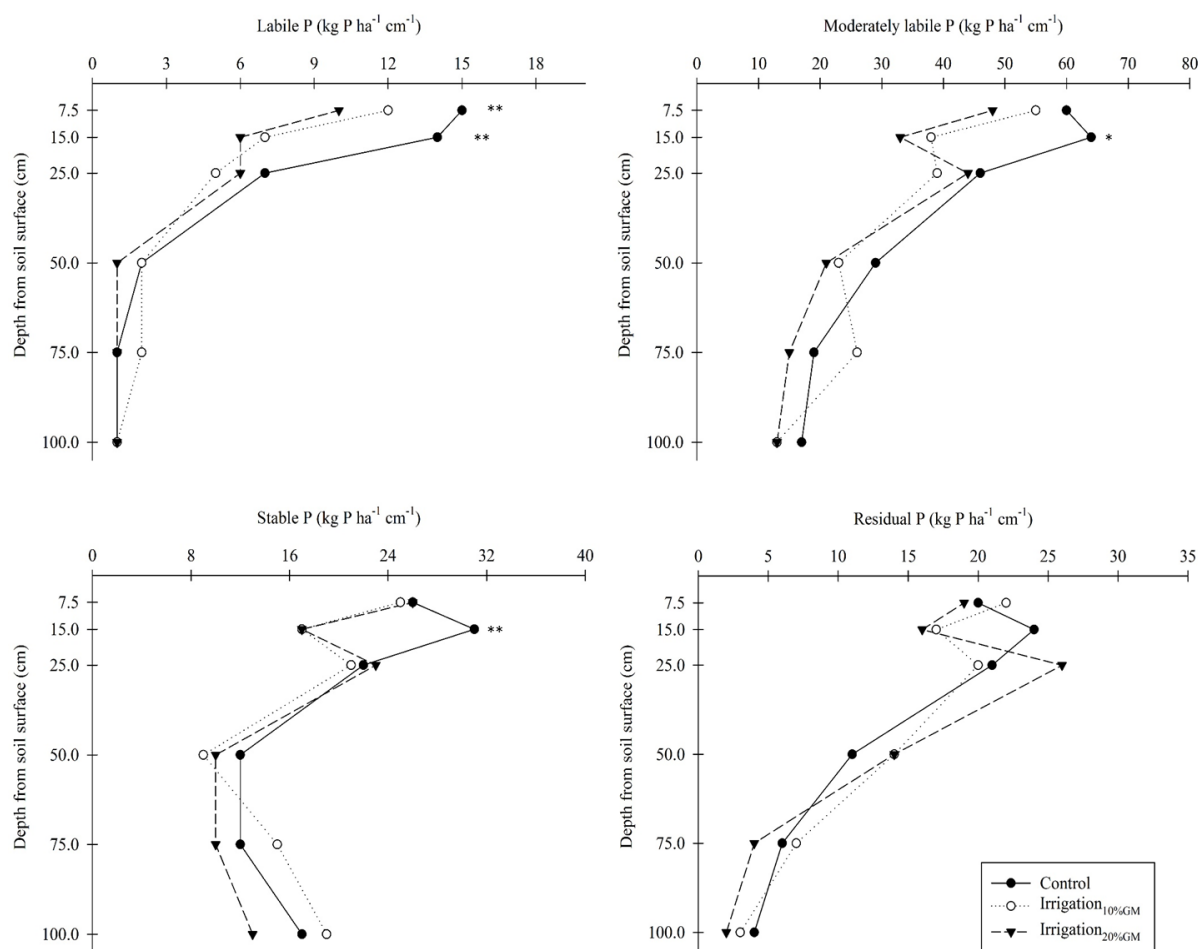 Labile P (kg P ha⁻¹ cm⁻¹)
0 3 6 9 12 15 18
Depth from soil surface (cm)
7.5 **
15.0 **
25.0
50.0
75.0
100.0
Moderately labile P (kg P ha⁻¹ cm⁻¹)
0 10 20 30 40 50 60 70 80
Depth from soil surface (cm)
7.5
15.0 *
25.0
50.0
75.0
100.0
Stable P (kg P ha⁻¹ cm⁻¹)
0 8 16 24 32 40
Depth from soil surface (cm)
7.5
15.0 **
25.0
50.0
75.0
100.0
Residual P (kg P ha⁻¹ cm⁻¹)
0 5 10 15 20 25 30 35
Depth from soil surface (cm)
7.5
15.0
25.0
50.0
75.0
100.0
Control
Irrigation10%GM
Irrigation20%GM